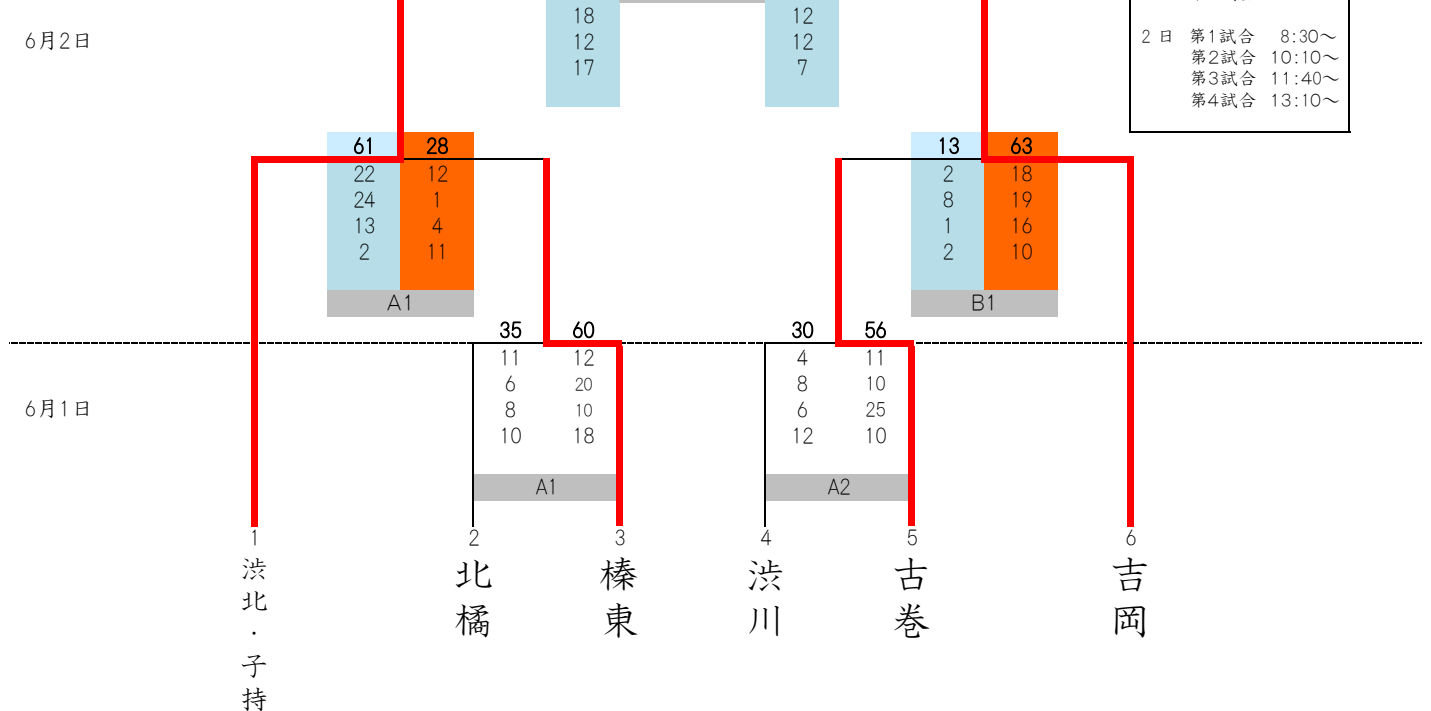 18 12
6月2日 12 12
17 7
2日 第1試合 8:30～
第2試合 10:10～
第3試合 11:40～
第4試合 13:10～
61 28 13 63
22 12 2 18
24 1 8 19
13 4 1 16
2 11 2 10
A1 B1
35 60 30 56
11 12 4 11
6 20 8 10
6月1日 8 10 6 25
10 18 12 10
A1 A2
1 2 3 4 5 6
渋北・子持
北橘
榛東
渋川
古巻
吉岡